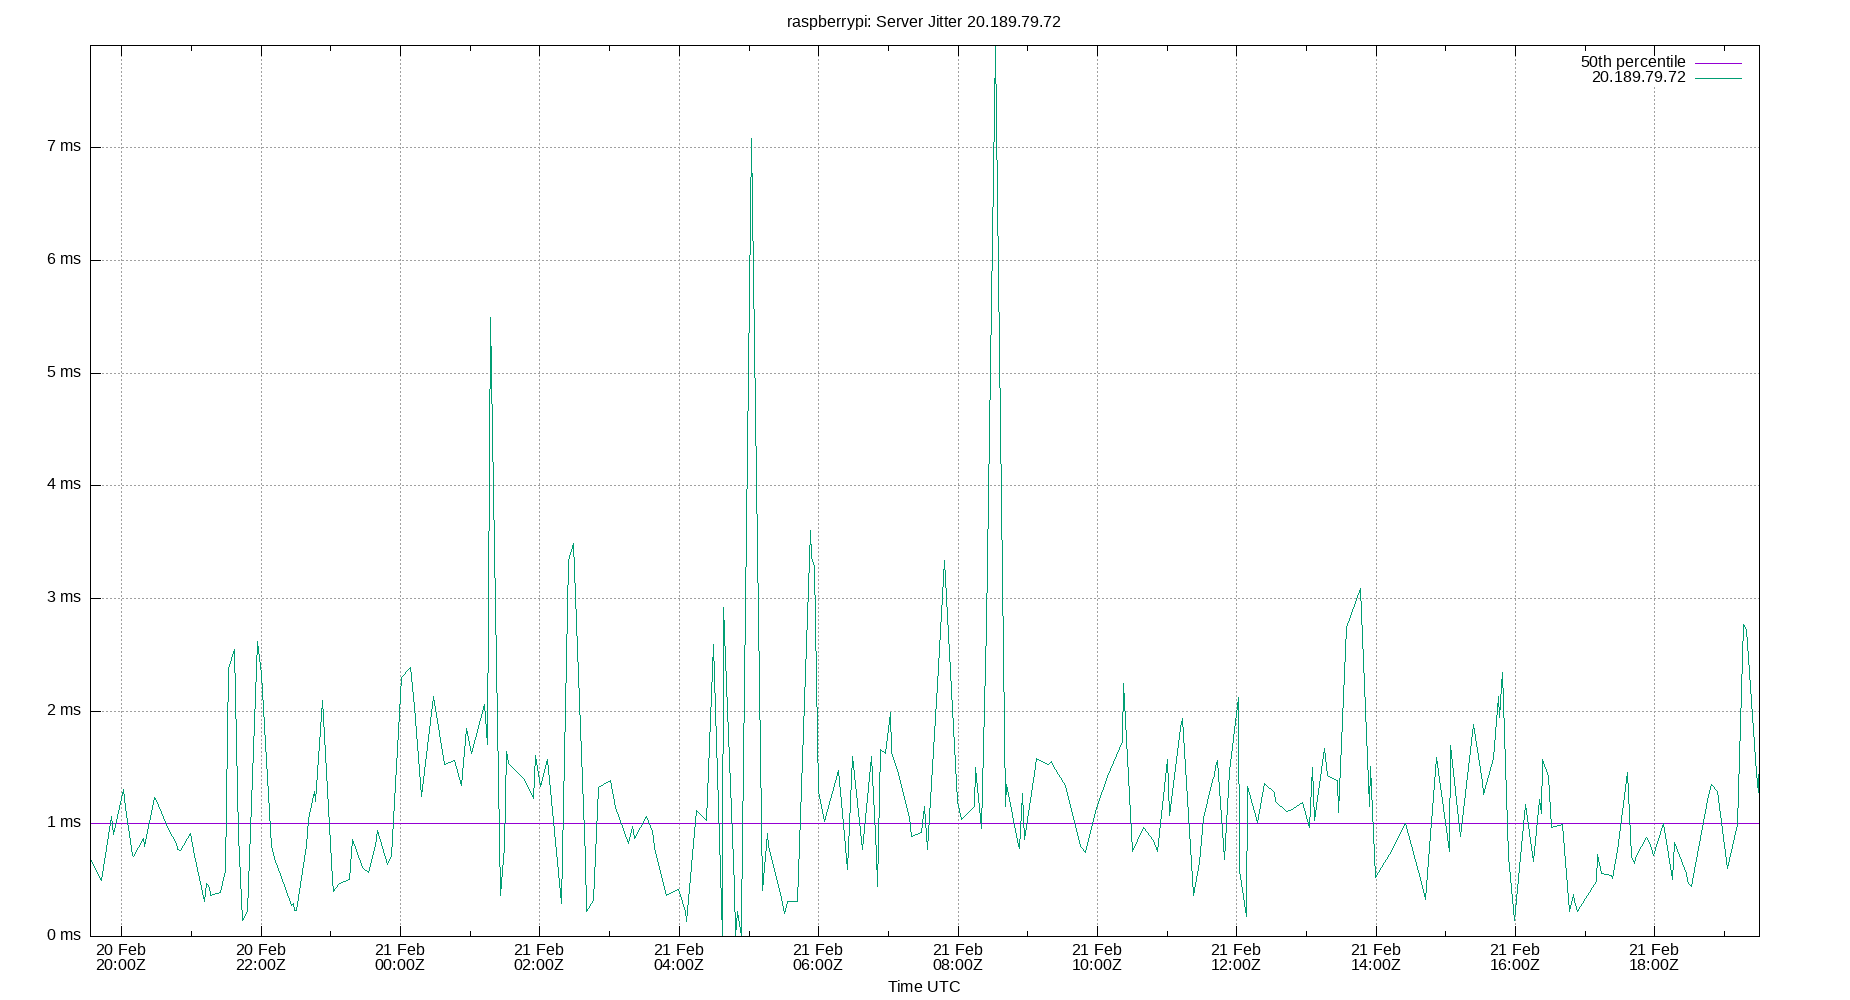 raspberrypi: Server Jitter 20.189.79.72
50th percentile
20.189.79.72
7 ms
6 ms
5 ms
4 ms
3 ms
2 ms
1 ms
0 ms
20 Feb 20 Feb 21 Feb 21 Feb 21 Feb 21 Feb 21 Feb 21 Feb 21 Feb 21 Feb 21 Feb 21 Feb
20:00Z 22:00Z 00:00Z 02:00Z 04:00Z 06:00Z 08:00Z 10:00Z 12:00Z 14:00Z 16:00Z 18:00Z
Time UTC